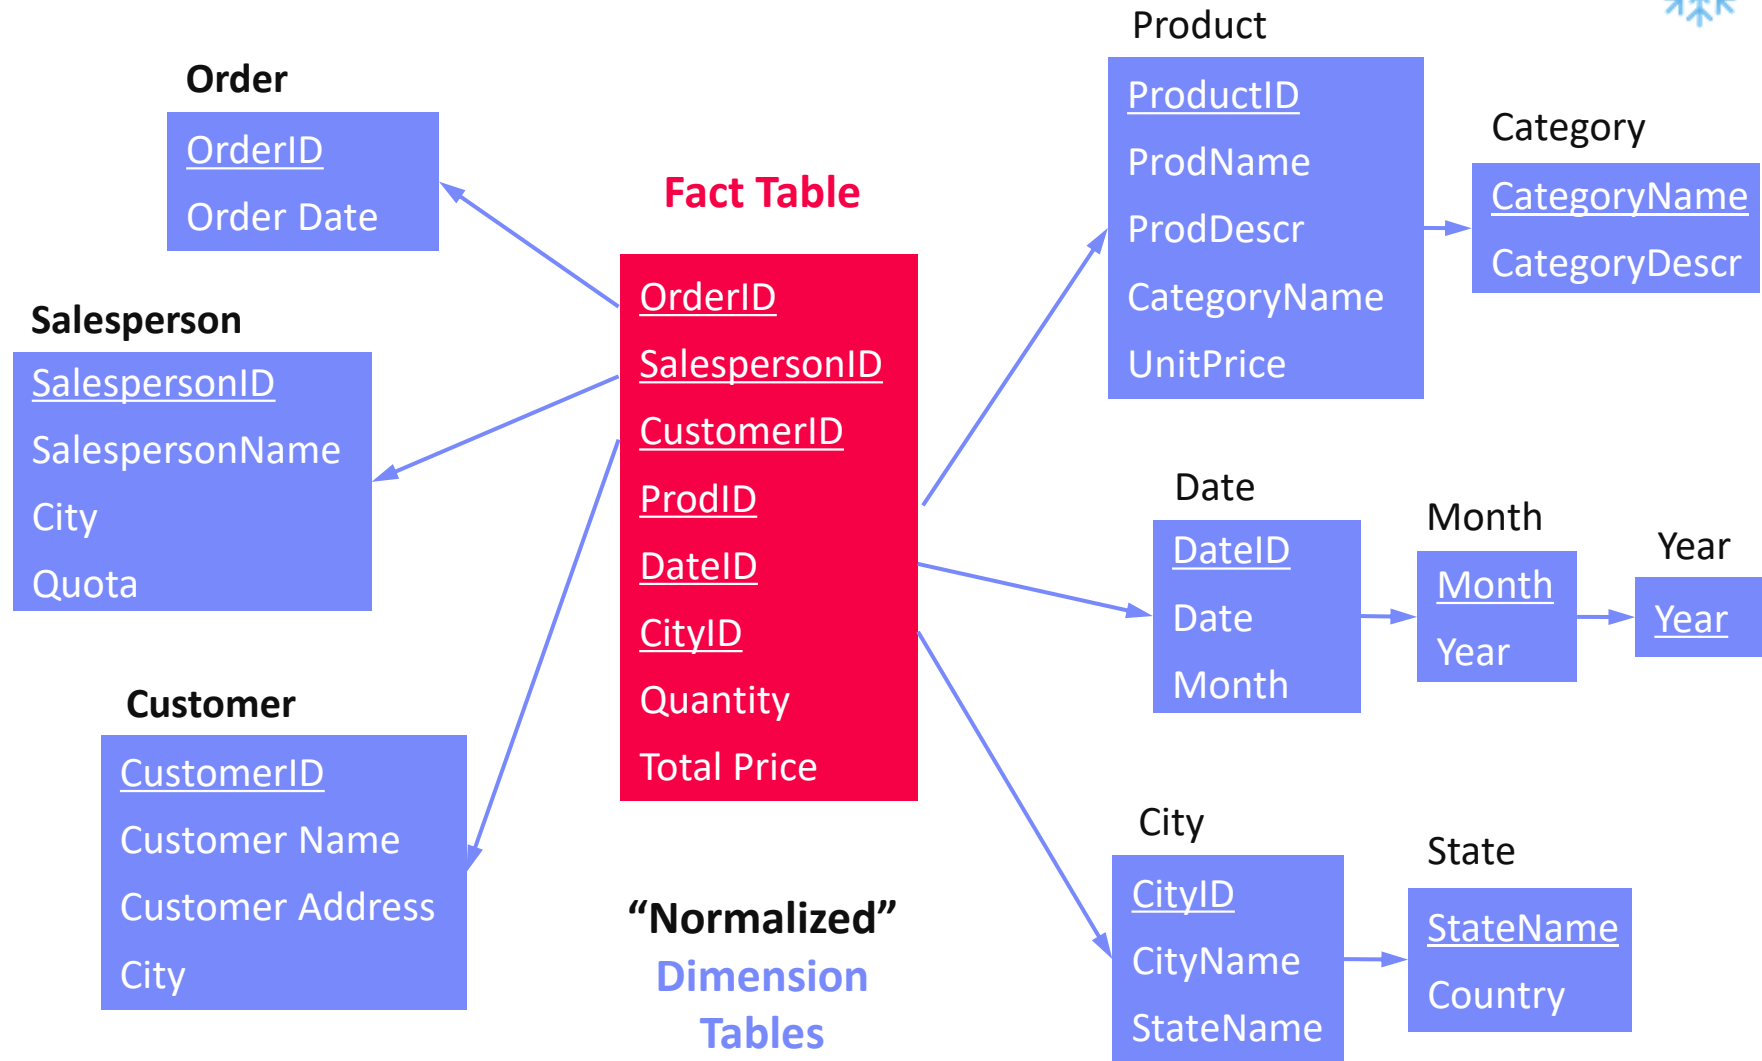 Order
OrderID
Order Date
Salesperson
SalespersonID
SalespersonName
City
Quota
Customer
CustomerID
Customer Name
Customer Address
City
Fact Table
OrderID
SalespersonID
CustomerID
ProdID
DateID
CityID
Quantity
Total Price
“Normalized”
Dimension
Tables
Product
ProductID
ProdName
ProdDescr
CategoryName
UnitPrice
Category
CategoryName
CategoryDescr
Date
DateID
Date
Month
Month
Month
Year
Year
Year
City
CityID
CityName
StateName
State
StateName
Country